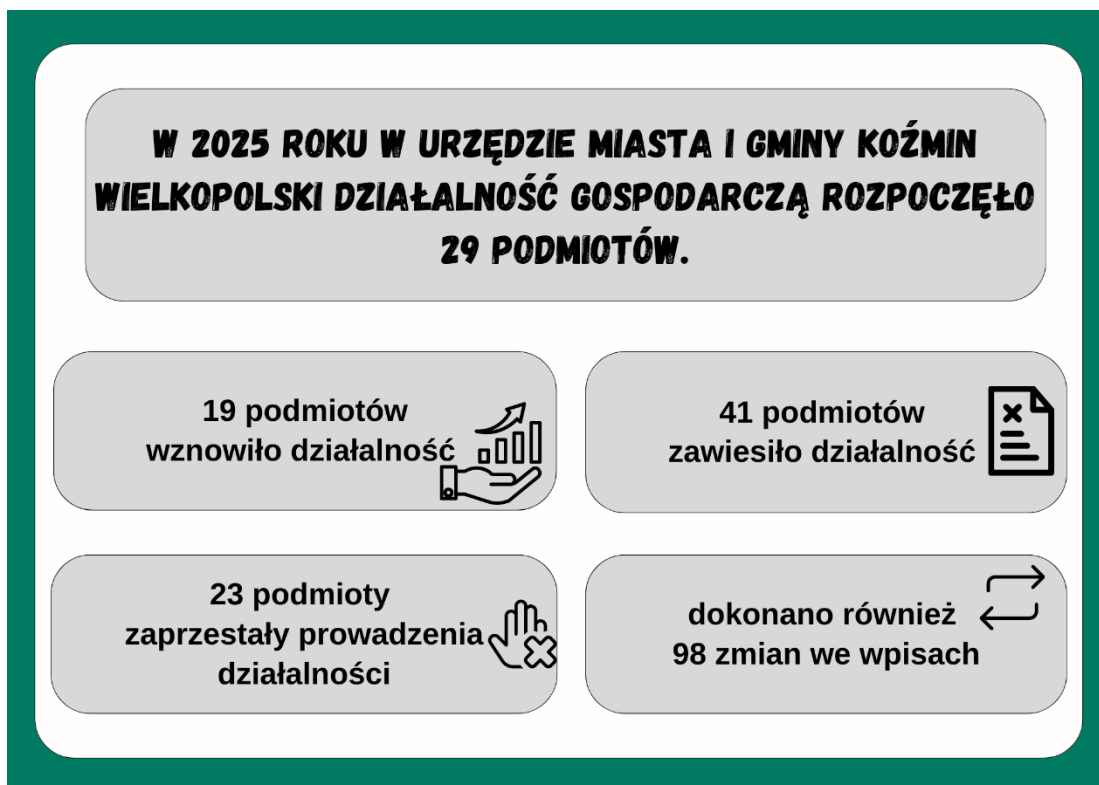 W 2025 ROKU W URZĘDZIE MIASTA I GMINY KOŹMIN
WIELKOPOLSKI DZIAŁALNOŚĆ GOSPODARCZĄ ROZPOCZĘŁO
29 PODMIOTÓW.
19 podmiotów
wznowiło działalność
41 podmiotów
zawiesiło działalność
23 podmioty
zaprzestały prowadzenia
działalności
dokonano również
98 zmian we wpisach